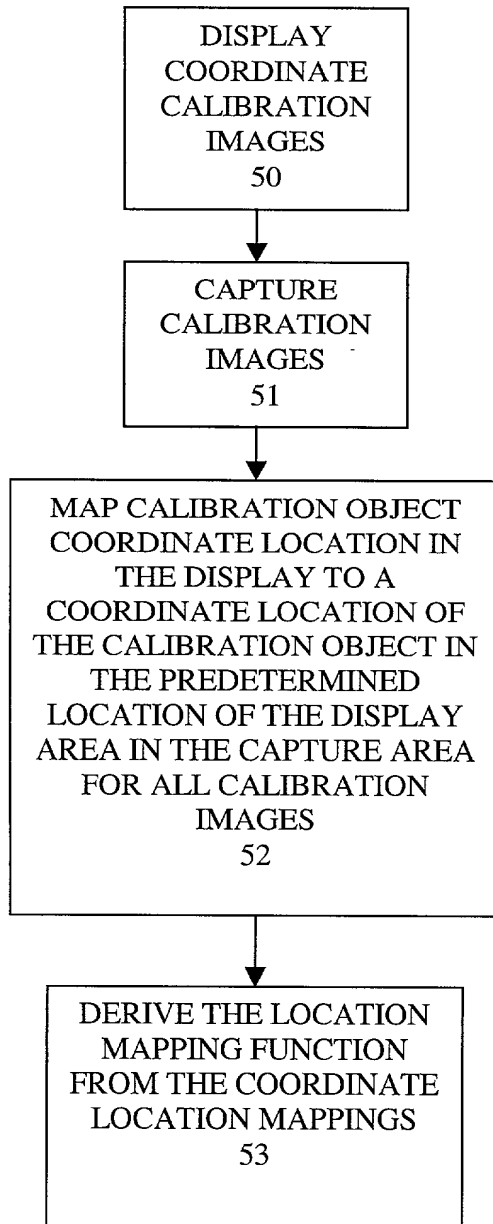 DISPLAY
COORDINATE
CALIBRATION
IMAGES
50
CAPTURE
CALIBRATION
IMAGES
51
MAP CALIBRATION OBJECT
COORDINATE LOCATION IN
THE DISPLAY TO A
COORDINATE LOCATION OF
THE CALIBRATION OBJECT IN
THE PREDETERMINED
LOCATION OF THE DISPLAY
AREA IN THE CAPTURE AREA
FOR ALL CALIBRATION
IMAGES
52
DERIVE THE LOCATION
MAPPING FUNCTION
FROM THE COORDINATE
LOCATION MAPPINGS
53